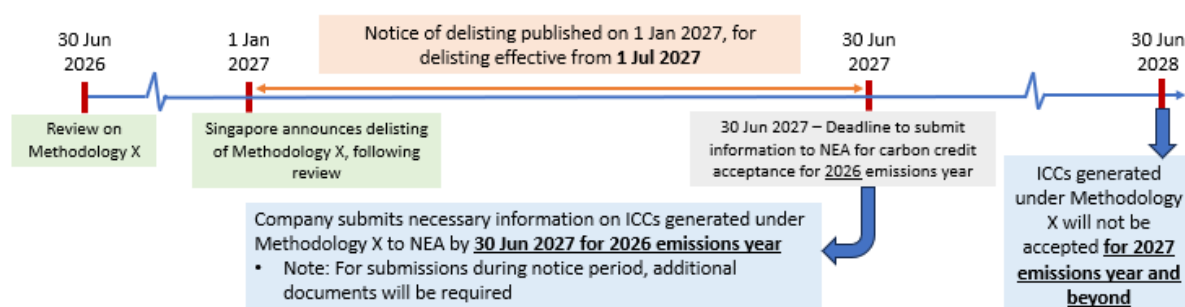 30 Jun
2026
1 Jan
2027
Notice of delisting published on 1 Jan 2027, for
delisting effective from 1 Jul 2027
30 Jun
2027
30 Jun
2028
Review on
Methodology X
Singapore announces delisting
of Methodology X, following
review
30 Jun 2027 – Deadline to submit
information to NEA for carbon credit
acceptance for 2026 emissions year
ICCs generated
under Methodology
X will not be
accepted for 2027
emissions year and
beyond
Company submits necessary information on ICCs generated under
Methodology X to NEA by 30 Jun 2027 for 2026 emissions year
• Note: For submissions during notice period, additional
documents will be required